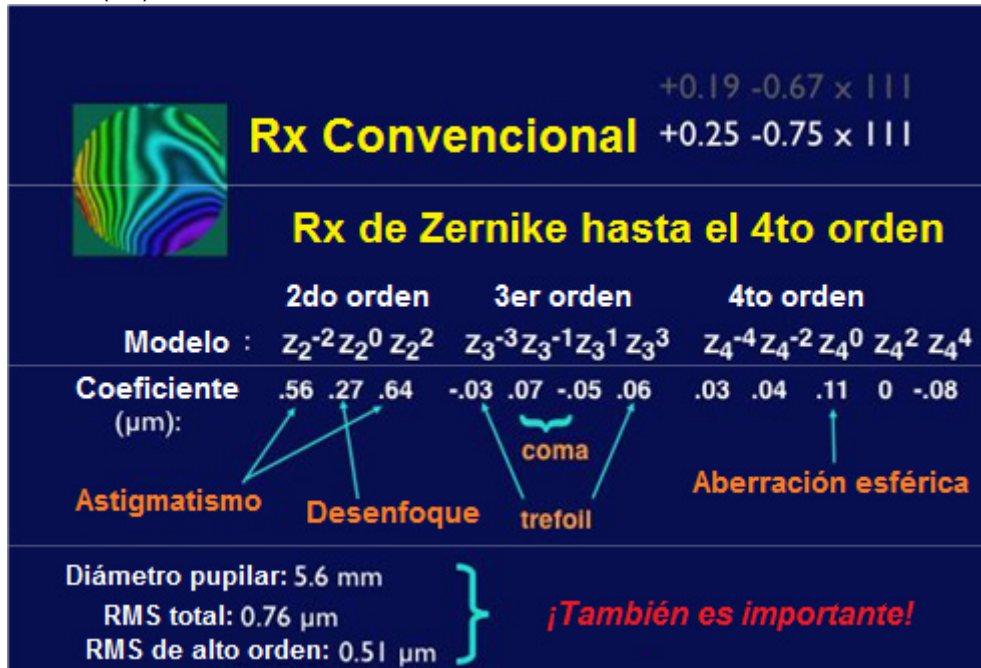 +0.19 -0.67 x 111
Rx Convencional +0.25 -0.75 x 111
Rx de Zernike hasta el 4to orden
2do orden 3er orden 4to orden
Modelo : Z₂⁻² Z₂⁰ Z₂² Z₃⁻³ Z₃⁻¹ Z₃¹ Z₃³ Z₄⁻⁴ Z₄⁻² Z₄⁰ Z₄² Z₄⁴
Coeficiente .56 .27 .64 -.03 .07 -.05 .06 .03 .04 .11 0 -.08
(µm):
coma
Astigmatismo Desenfoque trefoil Aberración esférica
Diámetro pupilar: 5.6 mm
RMS total: 0.76 µm ¡También es importante!
RMS de alto orden: 0.51 µm